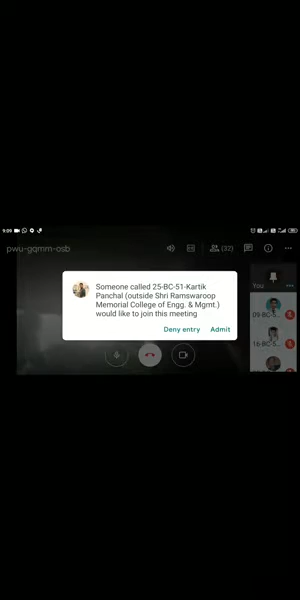 9:09
pwu-gqmm-osb
(32)
Someone called 25-BC-51-Kartik
Panchal (outside Shri Ramswaroop
Memorial College of Engg. & Mgmt.)
would like to join this meeting
Deny entry Admit
You
09-BC-5...
16-BC-5...